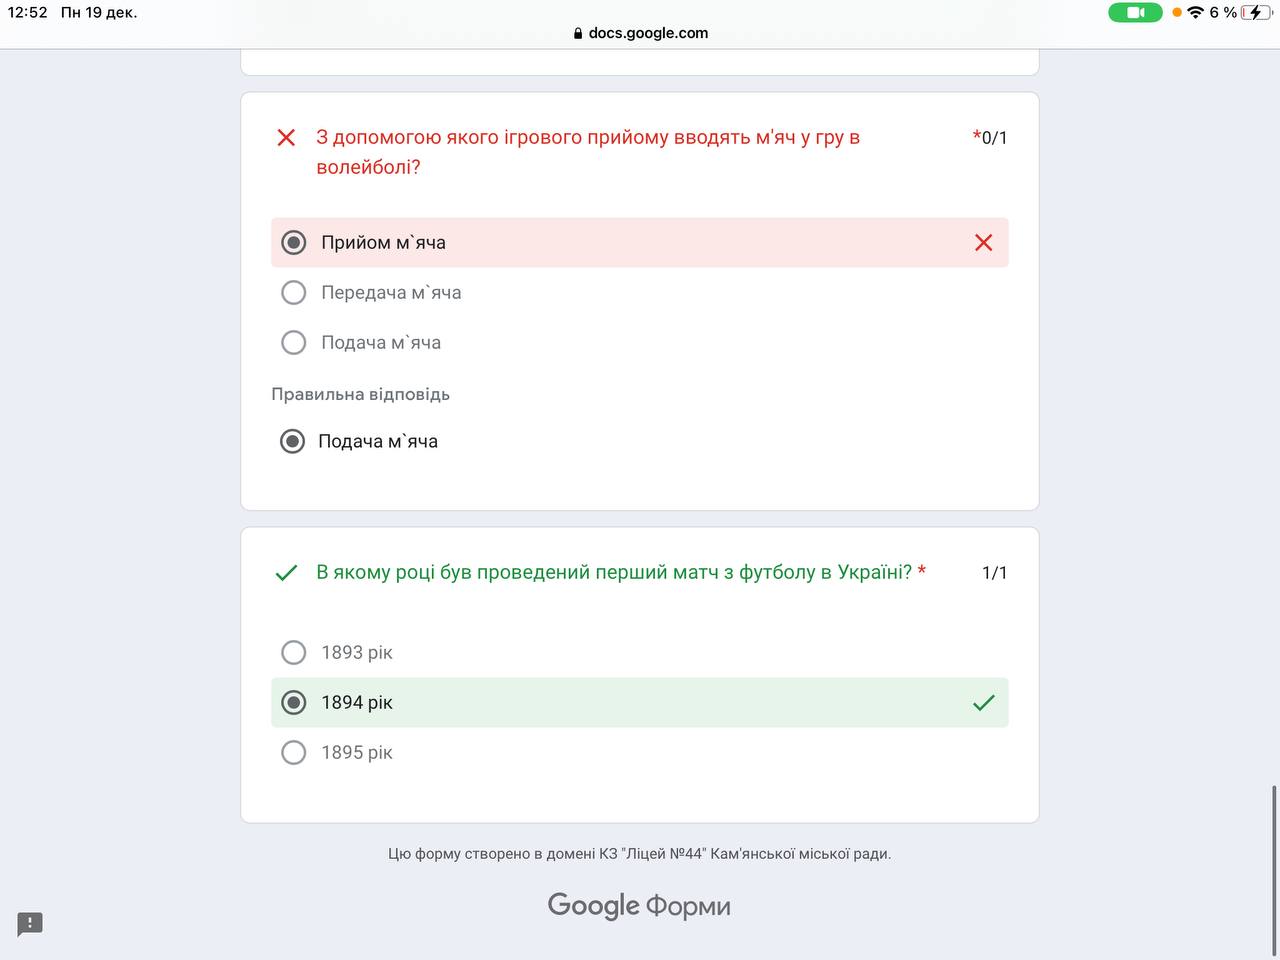 12:52 Пн 19 дек.
6 %
docs.google.com
З допомогою якого ігрового прийому вводять м'яч у гру в
волейболі?
*0/1
Прийом м`яча
Передача м`яча
Подача м`яча
Правильна відповідь
Подача м`яча
В якому році був проведений перший матч з футболу в Україні? *
1/1
1893 рік
1894 рік
1895 рік
Цю форму створено в домені КЗ "Ліцей №44" Кам'янської міської ради.
Google Форми